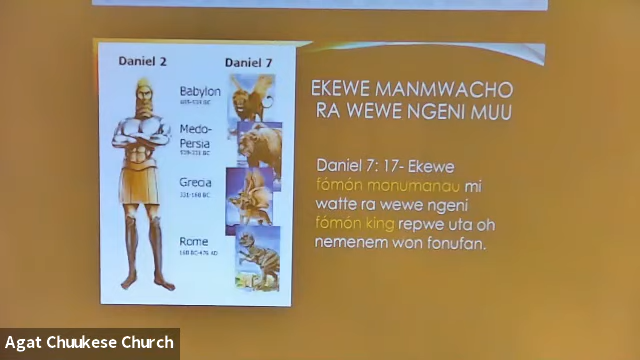 Daniel 2
Daniel 7
Babylon
Medo-
Persia
Grecia
Rome
EKEWE MANMWACHO
RA WEWE NGENI MUU
Daniel 7: 17- Ekewe
fómón monumanau mi
watte ra wewe ngeni
fómón king repwe uta oh
nemenem won fonufan.
Agat Chuukese Church